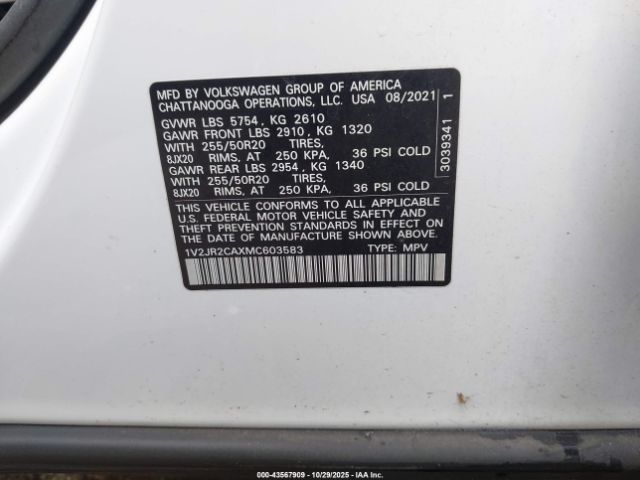 MFD BY VOLKSWAGEN GROUP OF AMERICA
CHATTANOOGA OPERATIONS, LLC. USA 08/2021
GVWR LBS 5754, KG 2610
GAWR FRONT LBS 2910, KG 1320
WITH 255/50R20 TIRES,
8JX20 RIMS, AT 250 KPA, 36 PSI COLD
GAWR REAR LBS 2954, KG 1340
WITH 255/50R20 TIRES,
8JX20 RIMS, AT 250 KPA, 36 PSI COLD
THIS VEHICLE CONFORMS TO ALL APPLICABLE
U.S. FEDERAL MOTOR VEHICLE SAFETY AND
THEFT PREVENTION STANDARDS IN EFFECT ON
THE DATE OF MANUFACTURE SHOWN ABOVE.
1V2JR2CAXMC603583 TYPE: MPV
3039341 1
000-43567909 10/29/2025 IAA Inc.